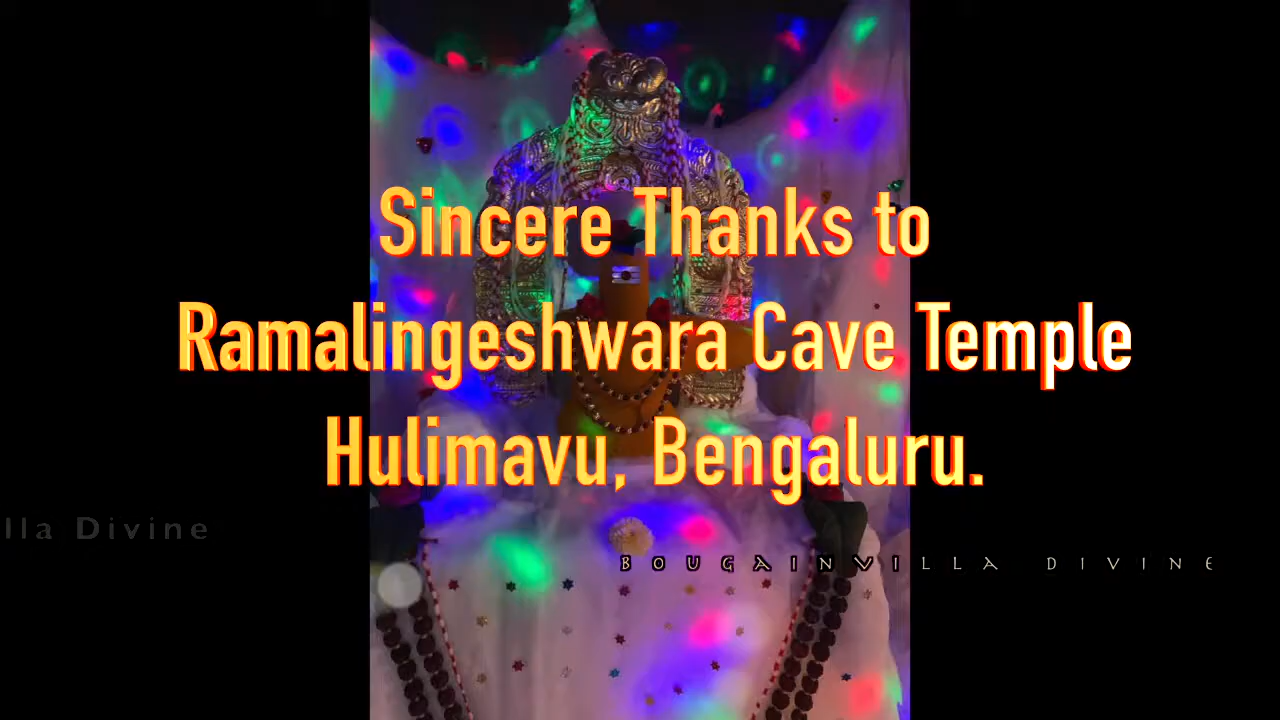 Sincere Thanks to
Ramalingeshwara Cave Temple
Hulimavu, Bengaluru.
lla Divine
BOUGAINVILLA DIVINE